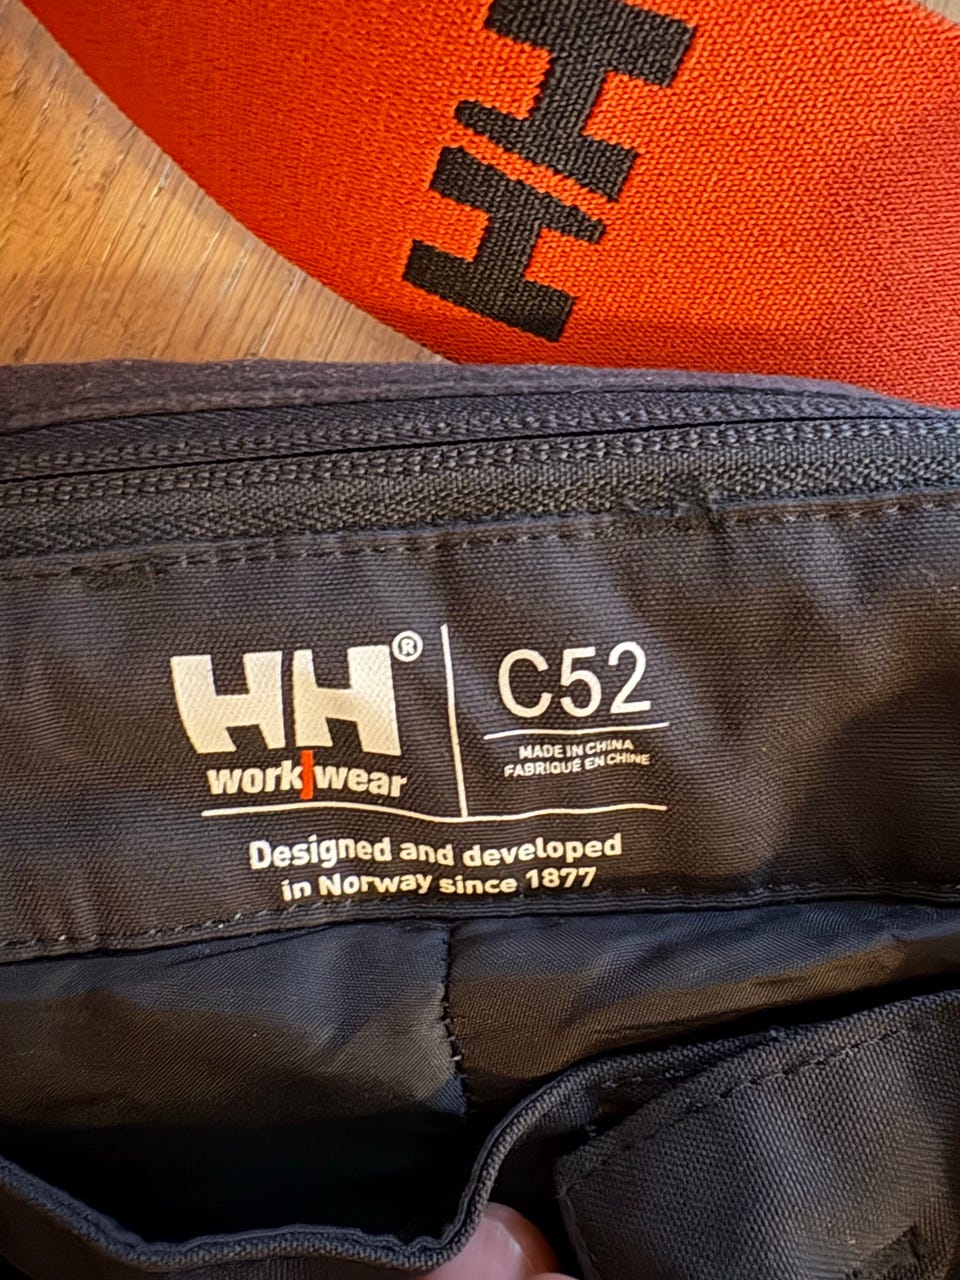 HH
HH®
work|wear
C52
MADE IN CHINA
FABRIQUÉ EN CHINE
Designed and developed
in Norway since 1877